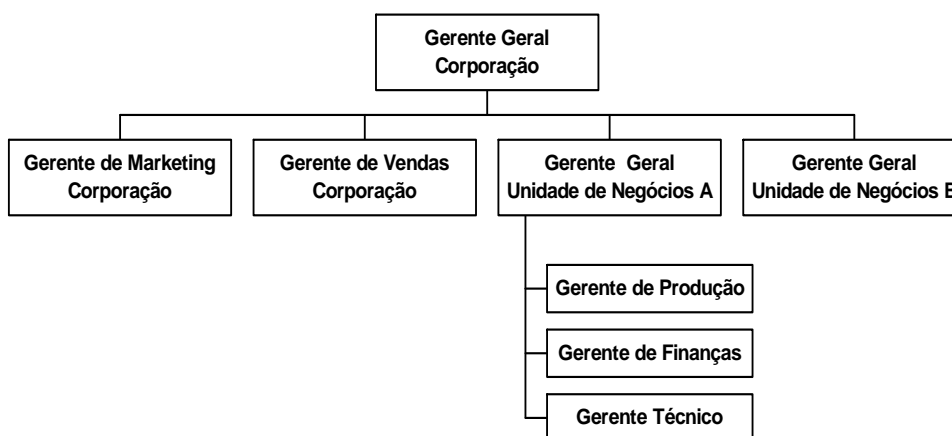 Gerente Geral
Corporação
Gerente de Marketing
Corporação
Gerente de Vendas
Corporação
Gerente Geral
Unidade de Negócios A
Gerente Geral
Unidade de Negócios
Gerente de Produção
Gerente de Finanças
Gerente Técnico